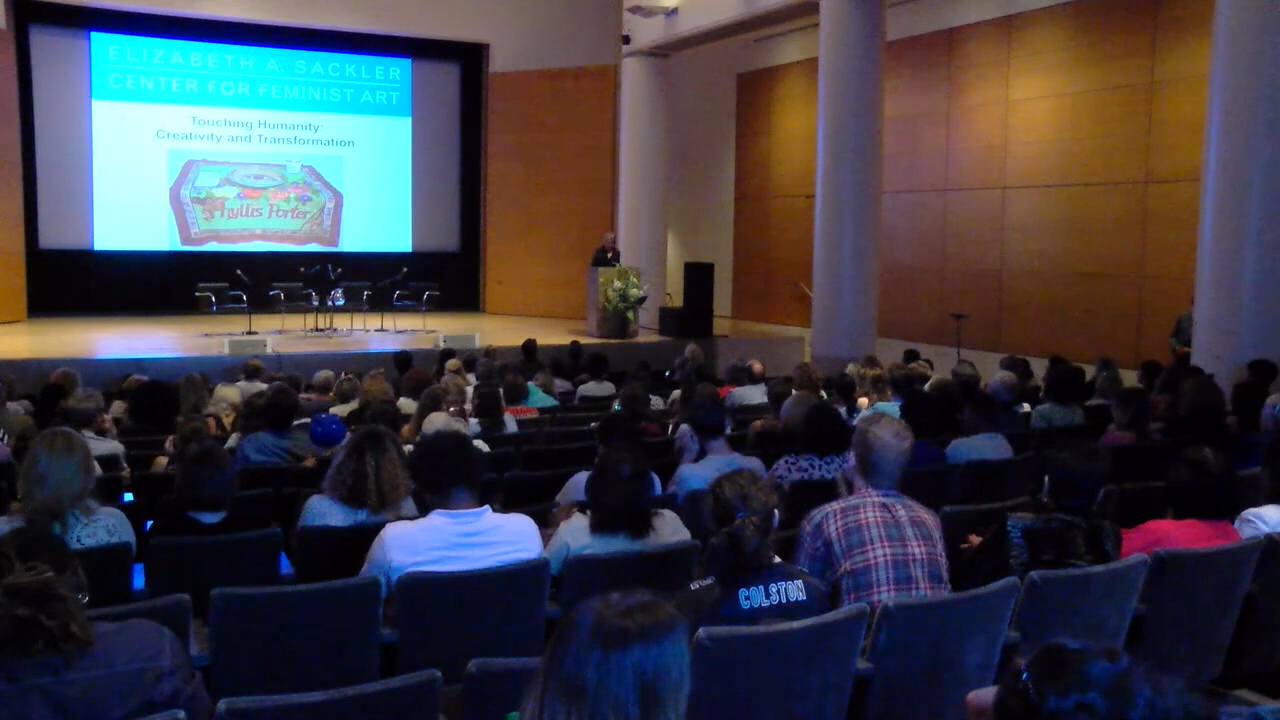 ELIZABETH A. SACKLER
CENTER FOR FEMINIST ART
Touching Humanity:
Creativity and Transformation
Phyllis Porter
COLSTON